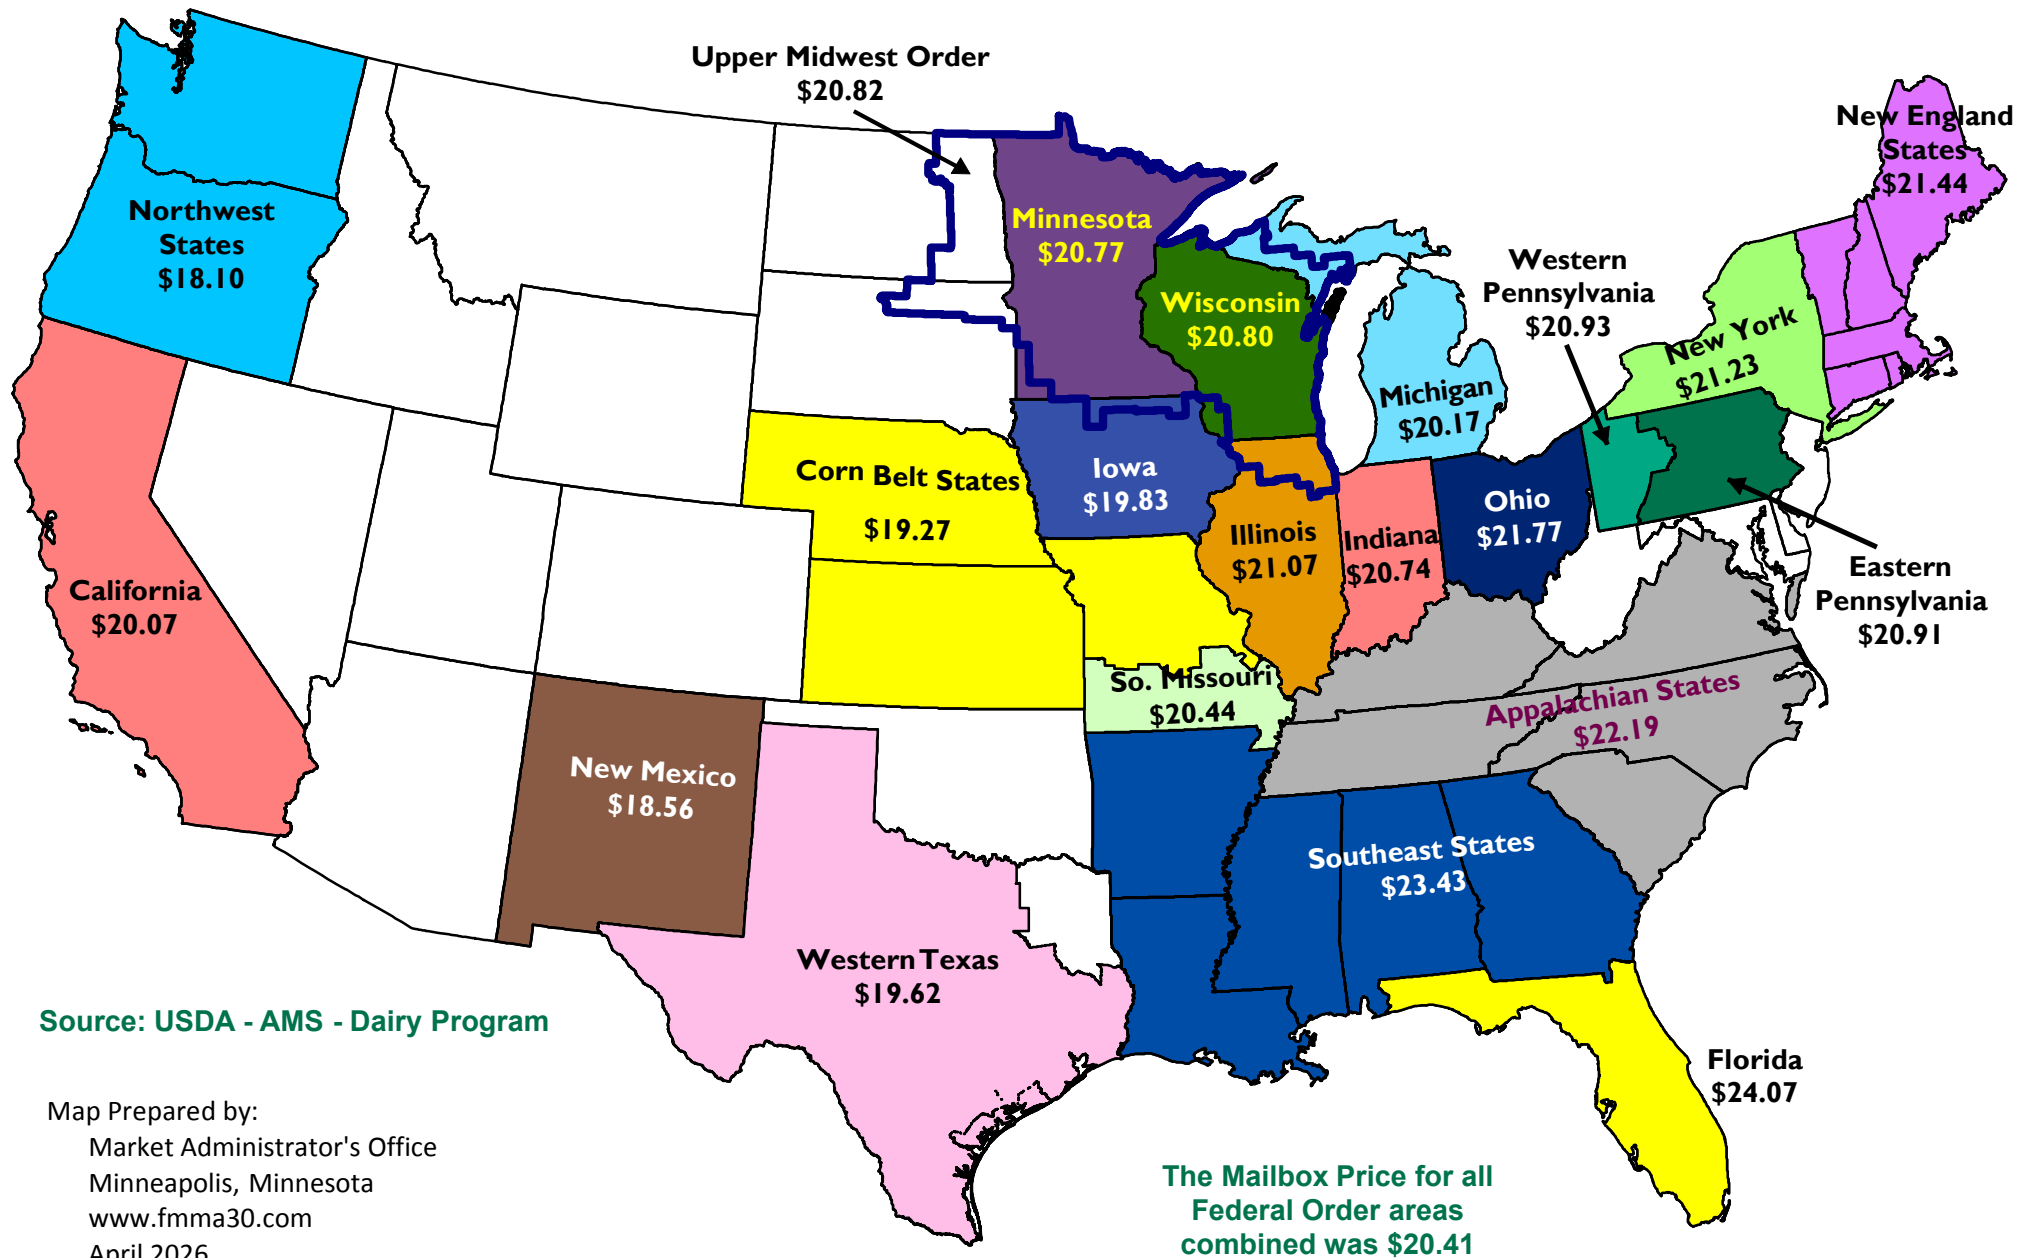 Upper Midwest Order
$20.82
New England
States
$21.44
Northwest
States
$18.10
Minnesota
$20.77
Western
Pennsylvania
$20.93
Wisconsin
$20.80
New York
$21.23
Michigan
$20.17
Corn Belt States
$19.27
Iowa
$19.83
Ohio
$21.77
Illinois
$21.07
Indiana
$20.74
Eastern
Pennsylvania
$20.91
California
$20.07
So. Missouri
$20.44
Appalachian States
$22.19
New Mexico
$18.56
Southeast States
$23.43
Western Texas
$19.62
Source: USDA - AMS - Dairy Program
Florida
$24.07
Map Prepared by:
Market Administrator's Office
Minneapolis, Minnesota
www.fmma30.com
April 2026
The Mailbox Price for all
Federal Order areas
combined was $20.41